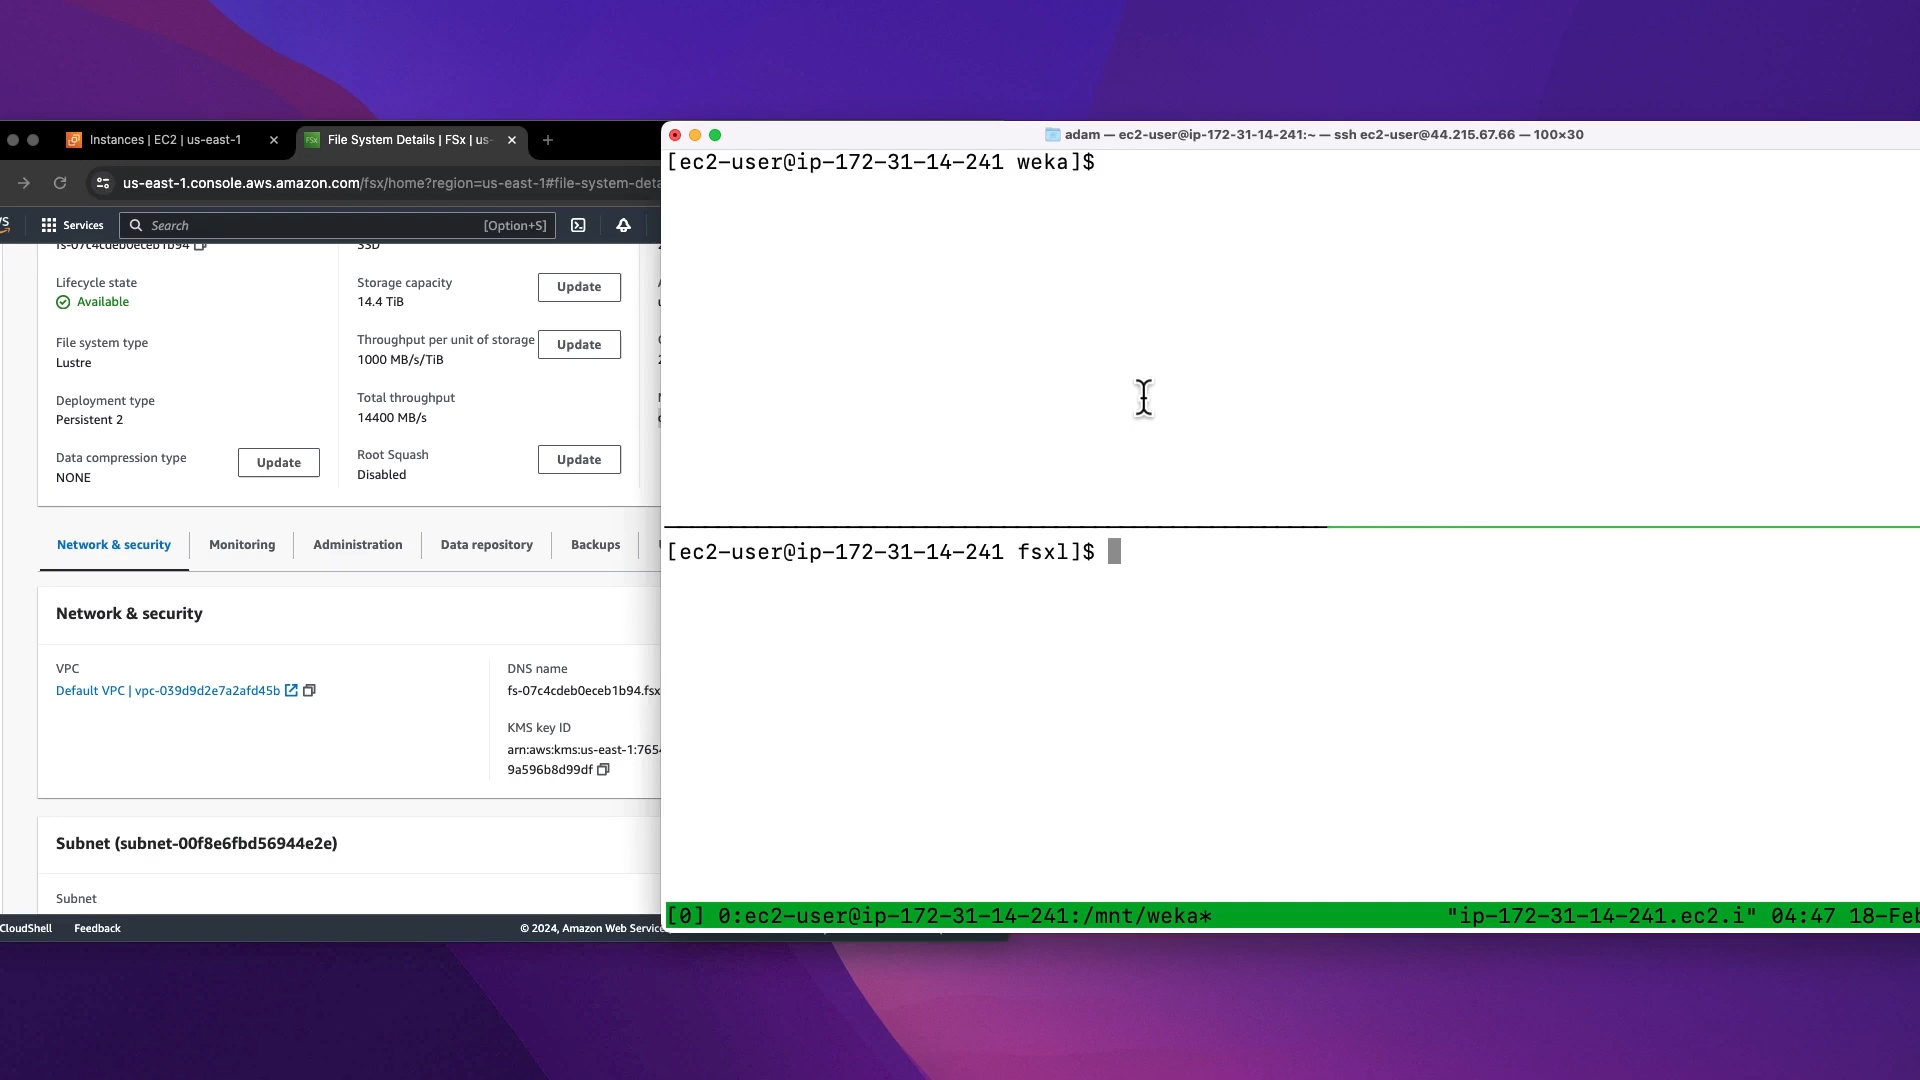 Instances | EC2 | us-east-1
File System Details | FSx | us-
us-east-1.console.aws.amazon.com/fsx/home?region=us-east-1#file-system-deta
Services
Search
[Option+S]
fs-07c4cdeb0eceb1b94
SSD
Lifecycle state
Available
Storage capacity
14.4 TiB
Update
File system type
Lustre
Throughput per unit of storage
1000 MB/s/TiB
Update
Deployment type
Persistent 2
Total throughput
14400 MB/s
Data compression type
NONE
Update
Root Squash
Disabled
Update
Network & security
Monitoring
Administration
Data repository
Backups
Network & security
VPC
Default VPC | vpc-039d9d2e7a2afd45b
DNS name
fs-07c4cdeb0eceb1b94.fsx
KMS key ID
arn:aws:kms:us-east-1:7654
9a596b8d99df
Subnet (subnet-00f8e6fbd56944e2e)
Subnet
CloudShell
Feedback
© 2024, Amazon Web Service
adam — ec2-user@ip-172-31-14-241:~ — ssh ec2-user@44.215.67.66 — 100×30
[ec2-user@ip-172-31-14-241 weka]$
[ec2-user@ip-172-31-14-241 fsxl]$
[0] 0:ec2-user@ip-172-31-14-241:/mnt/weka*
"ip-172-31-14-241.ec2.i" 04:47 18-Feb